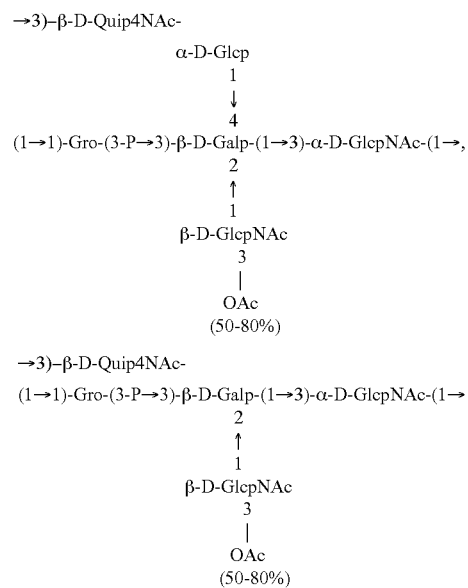 →3)–β-D-Quip4NAc-
α-D-Glcp
1
↓
4
(1→1)-Gro-(3-P→3)-β-D-Galp-(1→3)-α-D-GlcpNAc-(1→,
2
↑
1
β-D-GlcpNAc
3
|
OAc
(50-80%)
→3)–β-D-Quip4NAc-
(1→1)-Gro-(3-P→3)-β-D-Galp-(1→3)-α-D-GlcpNAc-(1→
2
↑
1
β-D-GlcpNAc
3
|
OAc
(50-80%)